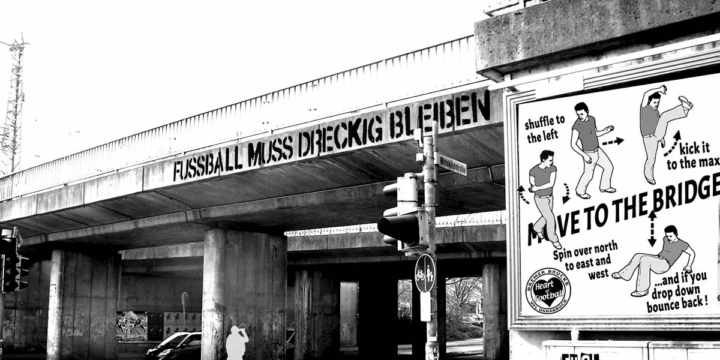 FUSSBALL MUSS DRECKIG BLEIBEN
shuffle to
the left
kick it
to the max
MOVE TO THE BRIDGE
Spin over north
to east and
west
...and if you
drop down
bounce back!
Heart
of
Football